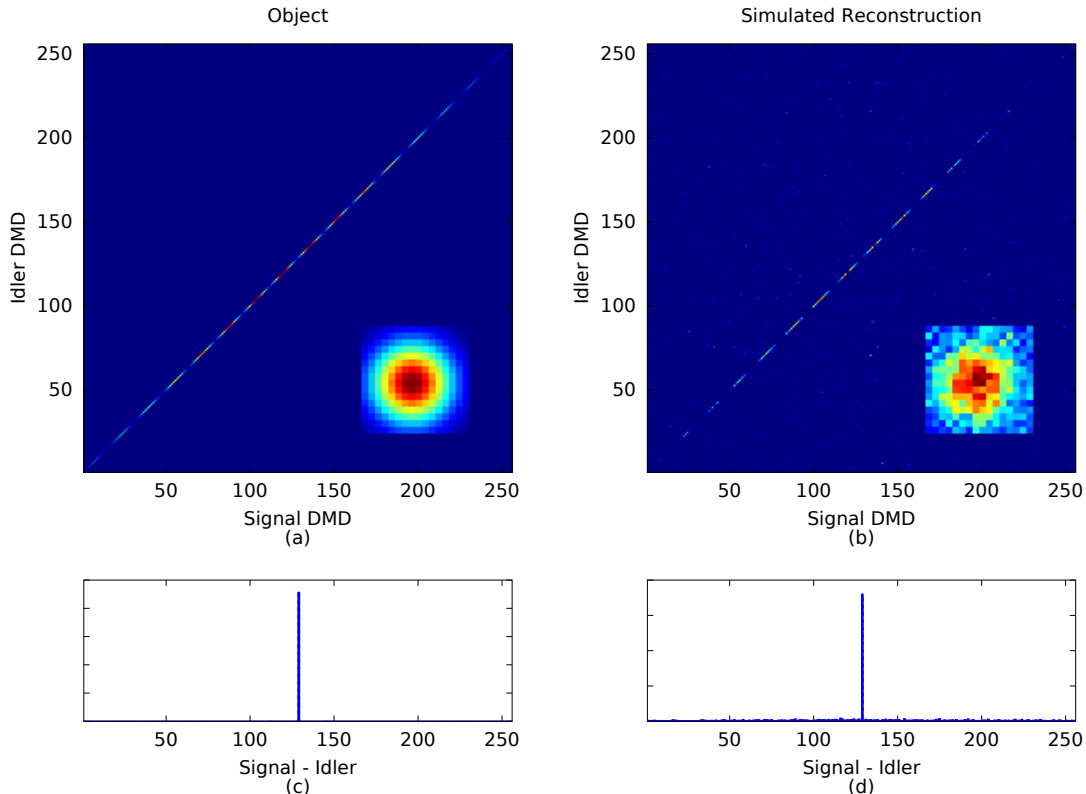 Object
Simulated Reconstruction
250
200
150
100
50
Idler DMD
50 100 150 200 250
Signal DMD
(a)
250
200
150
100
50
Idler DMD
50 100 150 200 250
Signal DMD
(b)
50 100 150 200 250
Signal - Idler
(c)
50 100 150 200 250
Signal - Idler
(d)